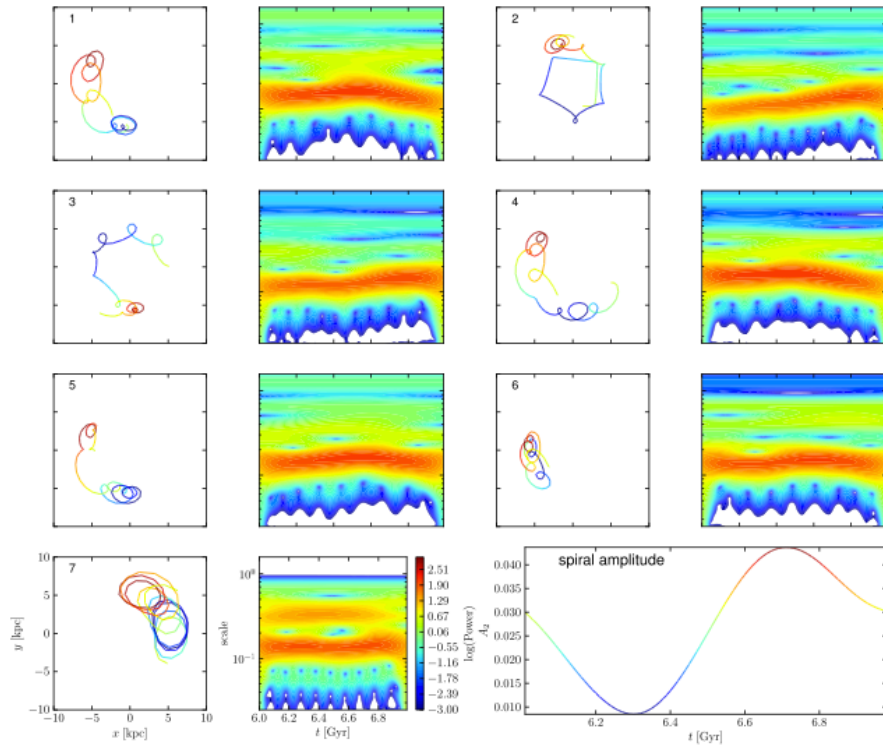 1
2
3
4
5
6
7
10
5
0
−5
−10
y [kpc]
−10 −5 0 5 10
x [kpc]
10⁰
10⁻¹
scale
6.0 6.2 6.4 6.6 6.8
t [Gyr]
2.51
1.90
1.29
0.67
0.06
−0.55
−1.16
−1.78
−2.39
−3.00
log(Power)
spiral amplitude
0.040
0.035
0.030
0.025
0.020
0.015
0.010
A₂
6.2 6.4 6.6 6.8
t [Gyr]